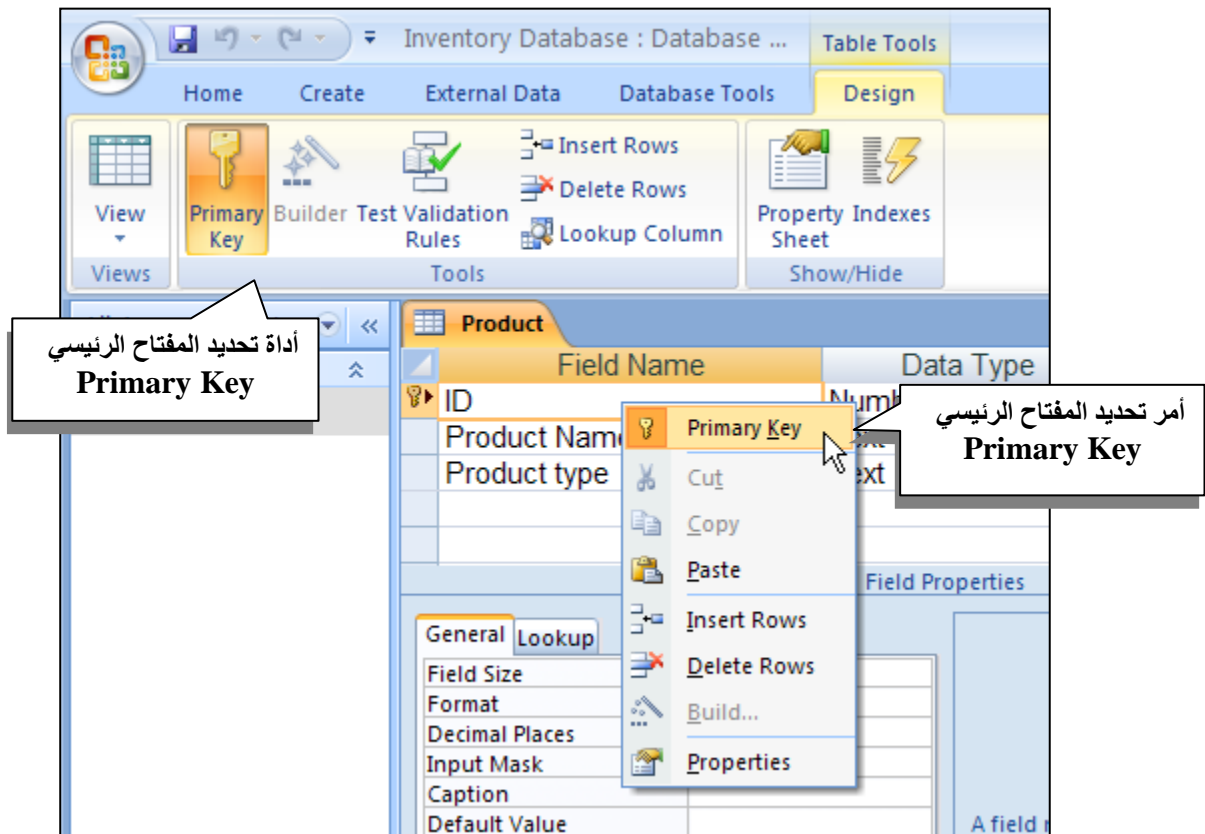 Inventory Database : Database ...
Table Tools
Home Create External Data Database Tools Design
View
Primary Key
Builder
Test Validation Rules
Insert Rows
Delete Rows
Lookup Column
Property Sheet
Indexes
Views
Tools
Show/Hide
أداة تحديد المفتاح الرئيسي
Primary Key
Product
Field Name Data Type
ID
Product Name
Product type
أمر تحديد المفتاح الرئيسي
Primary Key
Primary Key
Cut
Copy
Paste
Insert Rows
Delete Rows
Build...
Properties
Field Properties
General Lookup
Field Size
Format
Decimal Places
Input Mask
Caption
Default Value
A field